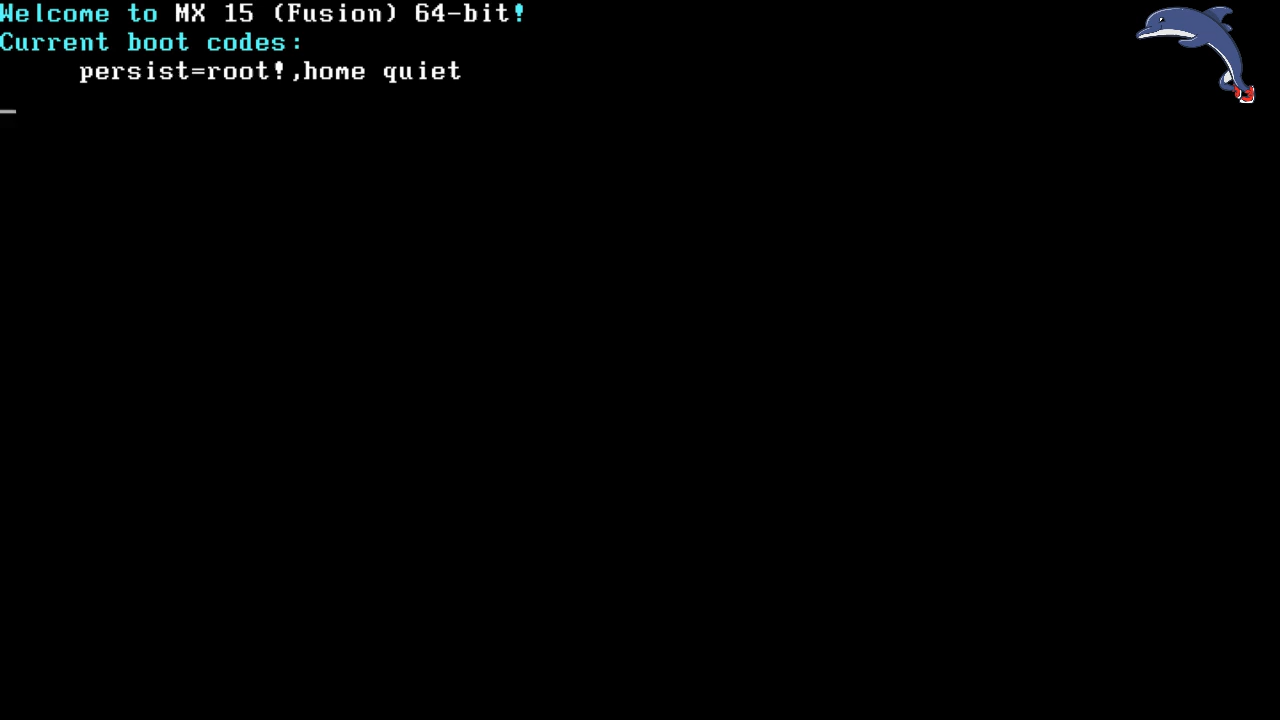 Welcome to MX 15 (Fusion) 64-bit!
Current boot codes:
persist=root!,home quiet